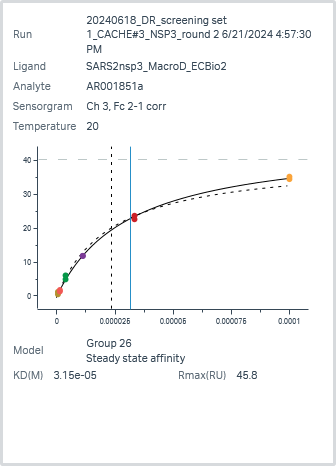 20240618_DR_screening set
Run 1_CACHE#3_NSP3_round 2 6/21/2024 4:57:30
PM
Ligand SARS2nsp3_MacroD_ECBio2
Analyte AR001851a
Sensorgram Ch 3, Fc 2-1 corr
Temperature 20
40
30
20
10
0
0 0.000025 0.00005 0.000075 0.0001
Model Group 26
Steady state affinity
KD(M) 3.15e-05 Rmax(RU) 45.8